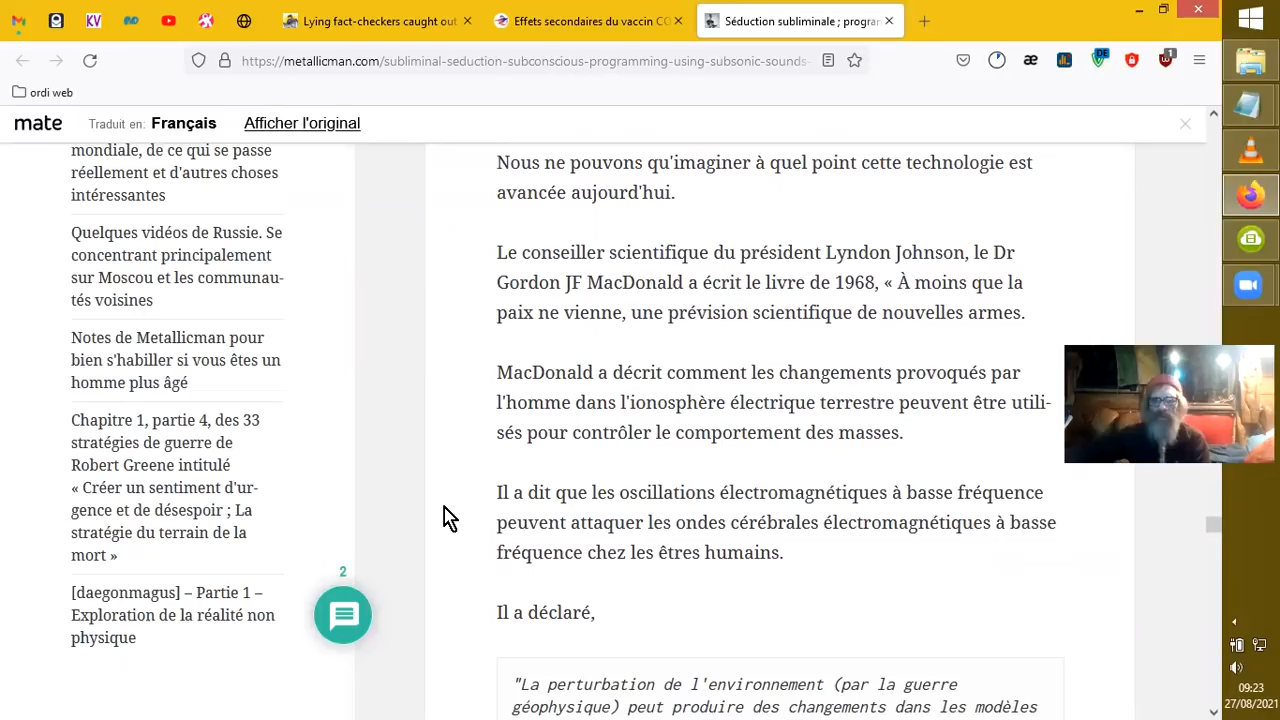 KV
Lying fact-checkers caught out
Effets secondaires du vaccin CO
Séduction subliminale ; program
https://metallicman.com/subliminal-seduction-subconscious-programming-using-subsonic-sounds-
DE
æ
1
ordi web
mate
Traduit en: Français
Afficher l'original
mondiale, de ce qui se passe
réellement et d'autres choses
intéressantes
Quelques vidéos de Russie. Se
concentrant principalement
sur Moscou et les communau-
tés voisines
Notes de Metallicman pour
bien s'habiller si vous êtes un
homme plus âgé
Chapitre 1, partie 4, des 33
stratégies de guerre de
Robert Greene intitulé
« Créer un sentiment d'ur-
gence et de désespoir ; La
stratégie du terrain de la
mort »
[daegonmagus] – Partie 1 –
Exploration de la réalité non
physique
2
Nous ne pouvons qu'imaginer à quel point cette technologie est
avancée aujourd'hui.
Le conseiller scientifique du président Lyndon Johnson, le Dr
Gordon JF MacDonald a écrit le livre de 1968, « À moins que la
paix ne vienne, une prévision scientifique de nouvelles armes.
MacDonald a décrit comment les changements provoqués par
l'homme dans l'ionosphère électrique terrestre peuvent être utili-
sés pour contrôler le comportement des masses.
Il a dit que les oscillations électromagnétiques à basse fréquence
peuvent attaquer les ondes cérébrales électromagnétiques à basse
fréquence chez les êtres humains.
Il a déclaré,
"La perturbation de l'environnement (par la guerre
géophysique) peut produire des changements dans les modèles
09:23
27/08/2021